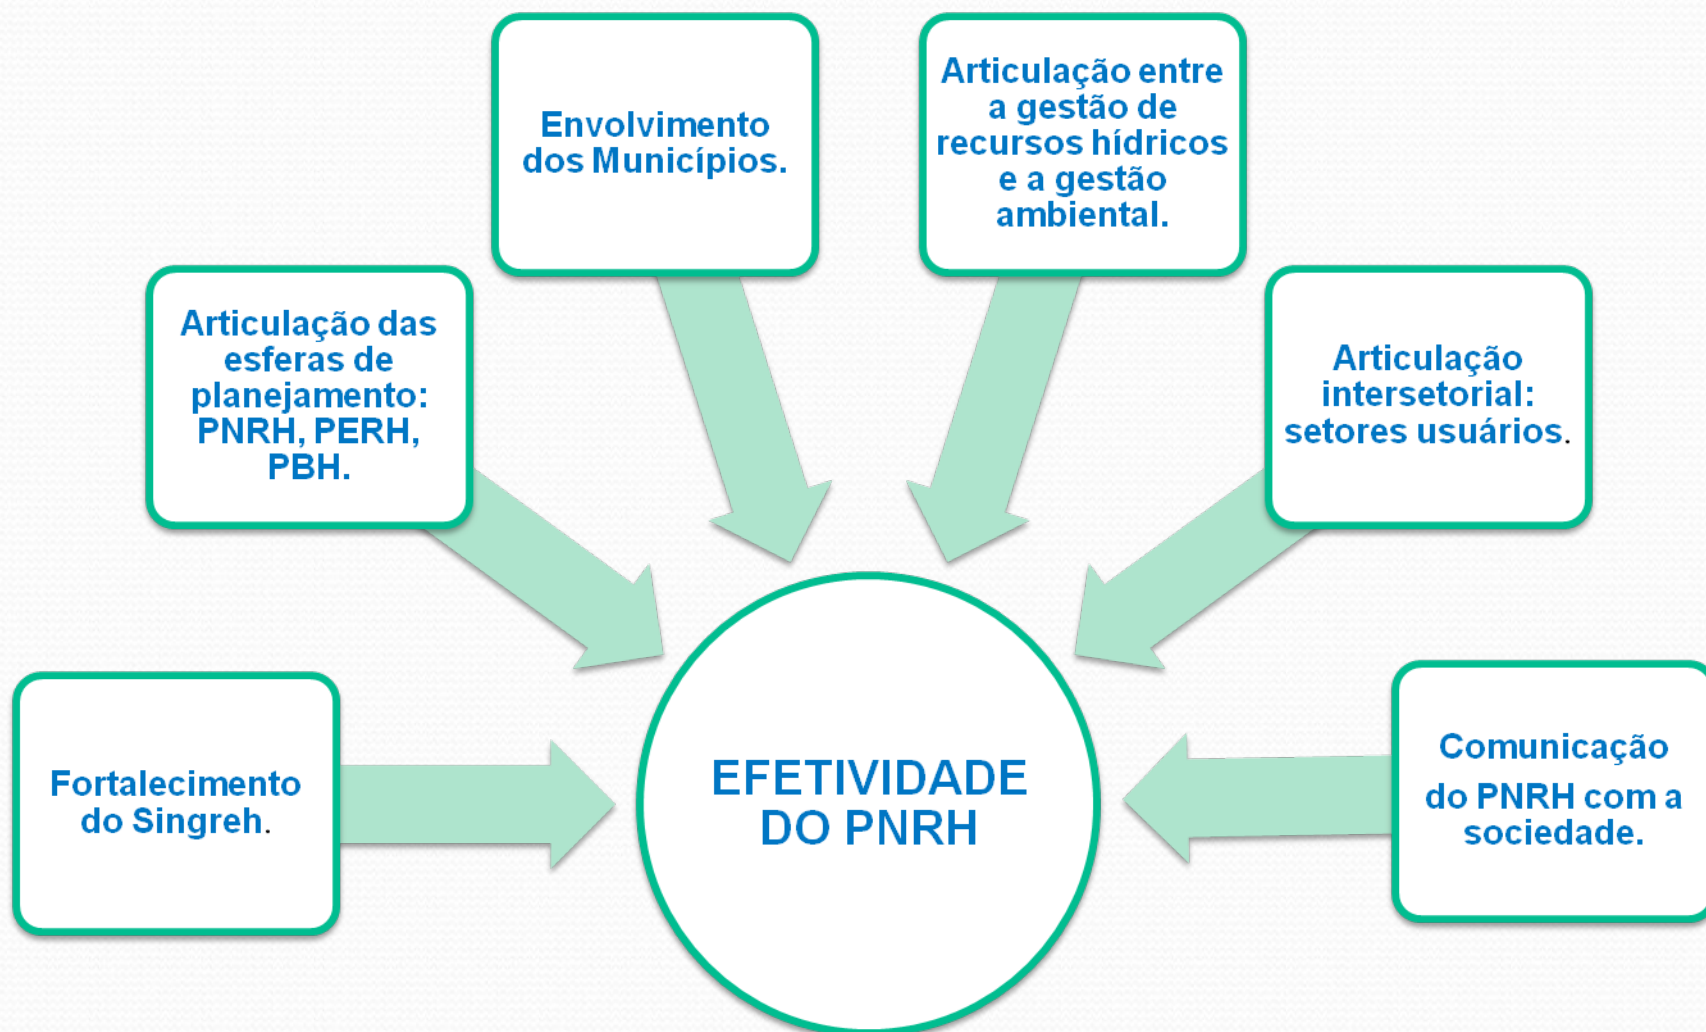 Envolvimento
dos Municípios.
Articulação entre
a gestão de
recursos hídricos
e a gestão
ambiental.
Articulação das
esferas de
planejamento:
PNRH, PERH,
PBH.
Articulação
intersetorial:
setores usuários.
Fortalecimento
do Singreh.
EFETIVIDADE
DO PNRH
Comunicação
do PNRH com a
sociedade.